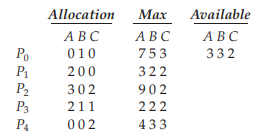 Allocation Max Available
A B C A B C A B C
P0 0 1 0 7 5 3 3 3 2
P1 2 0 0 3 2 2
P2 3 0 2 9 0 2
P3 2 1 1 2 2 2
P4 0 0 2 4 3 3